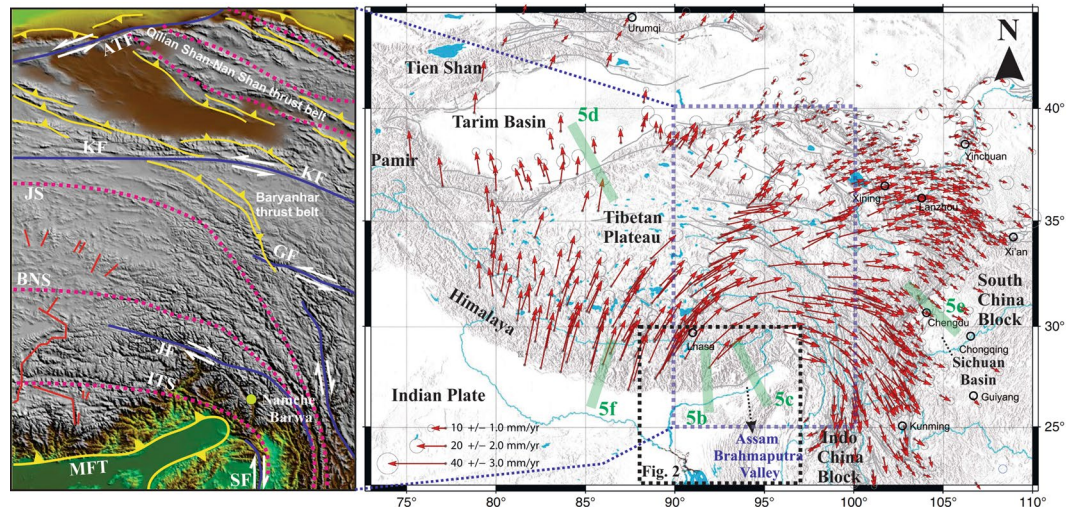 ATF
Qilian Shan-Nan Shan thrust belt
KF
KF
JS
Baryanhar
thrust belt
GF
BNS
JF
ITS
Namche
Barwa
MFT
SF
Urumqi
N
Tien Shan
40°
5d
Tarim Basin
Yinchuan
Pamir
Xining
Lanzhou
Tibetan
Plateau
35°
Xi'an
South
China
Block
Himalaya
5e
Chengdu
30°
Lhasa
Chongqing
Sichuan
Basin
Indian Plate
5f
5b
5c
Guiyang
10 +/− 1.0 mm/yr
20 +/− 2.0 mm/yr
40 +/− 3.0 mm/yr
Assam
Brahmaputra
Valley
Kunming
25°
Indo
China
Block
Fig. 2
75°
80°
85°
90°
95°
100°
105°
110°